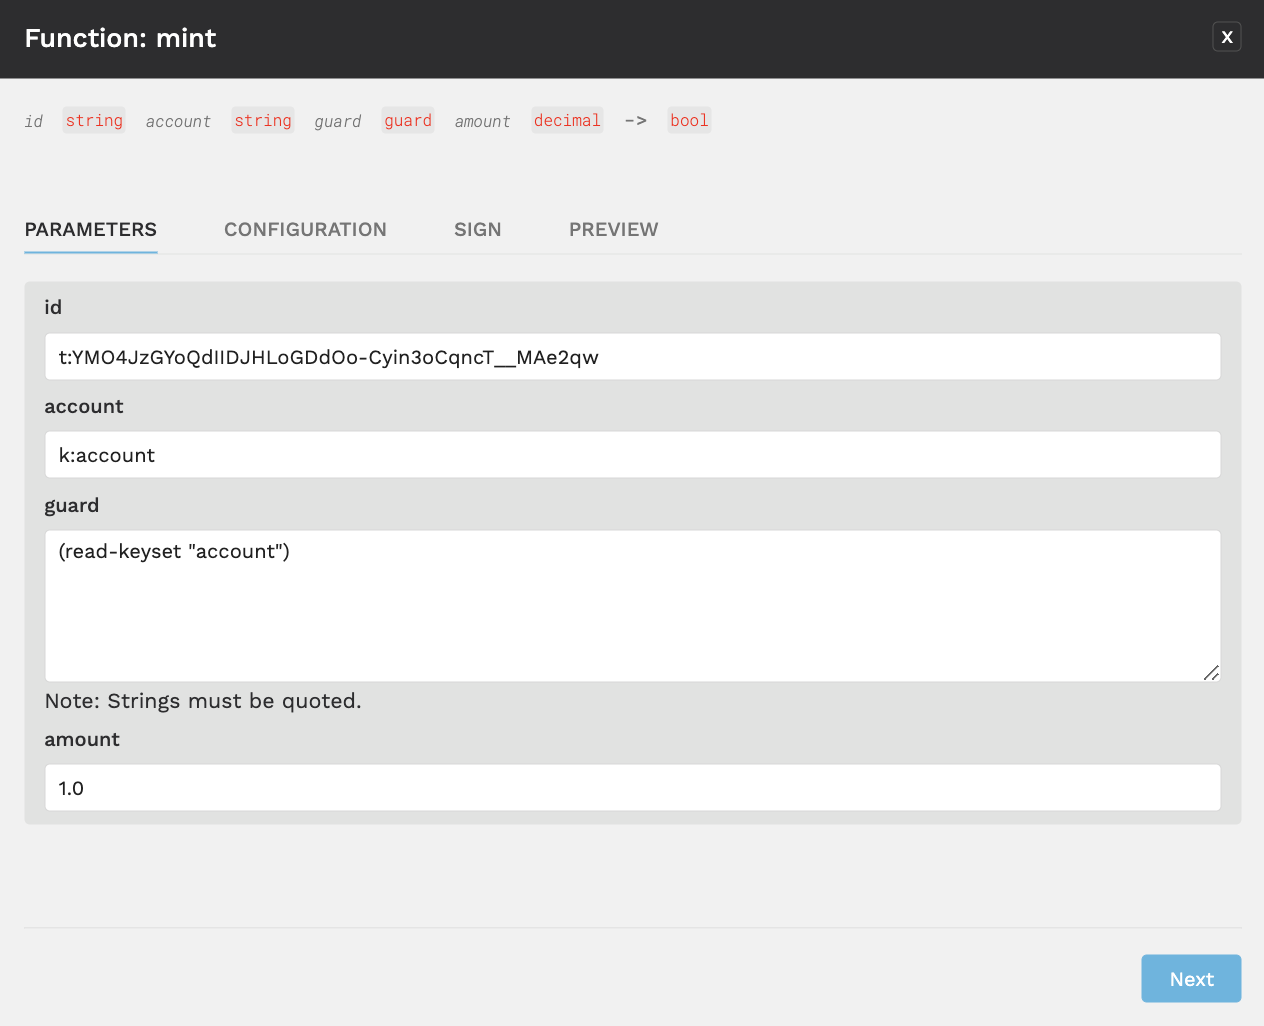 Function: mint
X
id string account string guard guard amount decimal -> bool
PARAMETERS CONFIGURATION SIGN PREVIEW
id
t:YMO4JzGYoQdIIDJHLoGDdOo-Cyin3oCqncT__MAe2qw
account
k:account
guard
(read-keyset "account")
Note: Strings must be quoted.
amount
1.0
Next